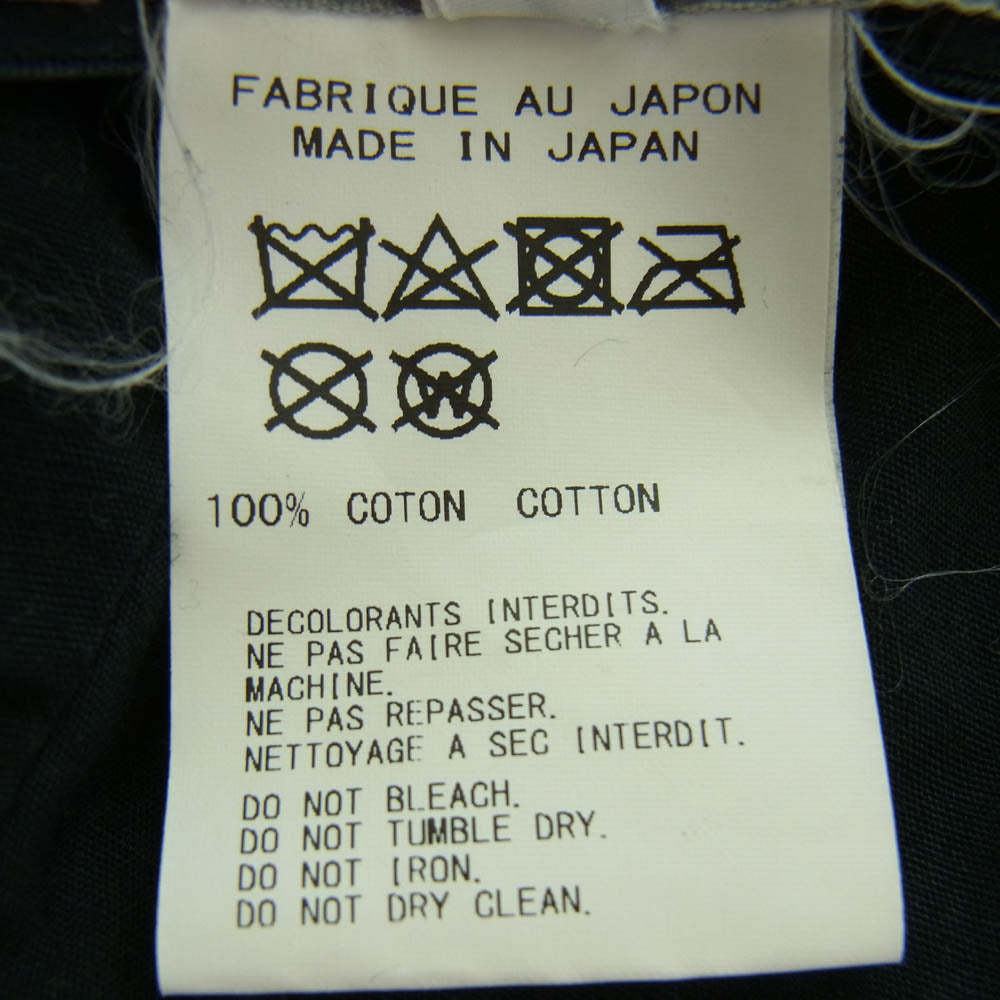 FABRIQUE AU JAPON
MADE IN JAPAN
W
100% COTON COTTON
DECOLORANTS INTERDITS.
NE PAS FAIRE SECHER A LA
MACHINE.
NE PAS REPASSER.
NETTOYAGE A SEC INTERDIT.
DO NOT BLEACH.
DO NOT TUMBLE DRY.
DO NOT IRON.
DO NOT DRY CLEAN.